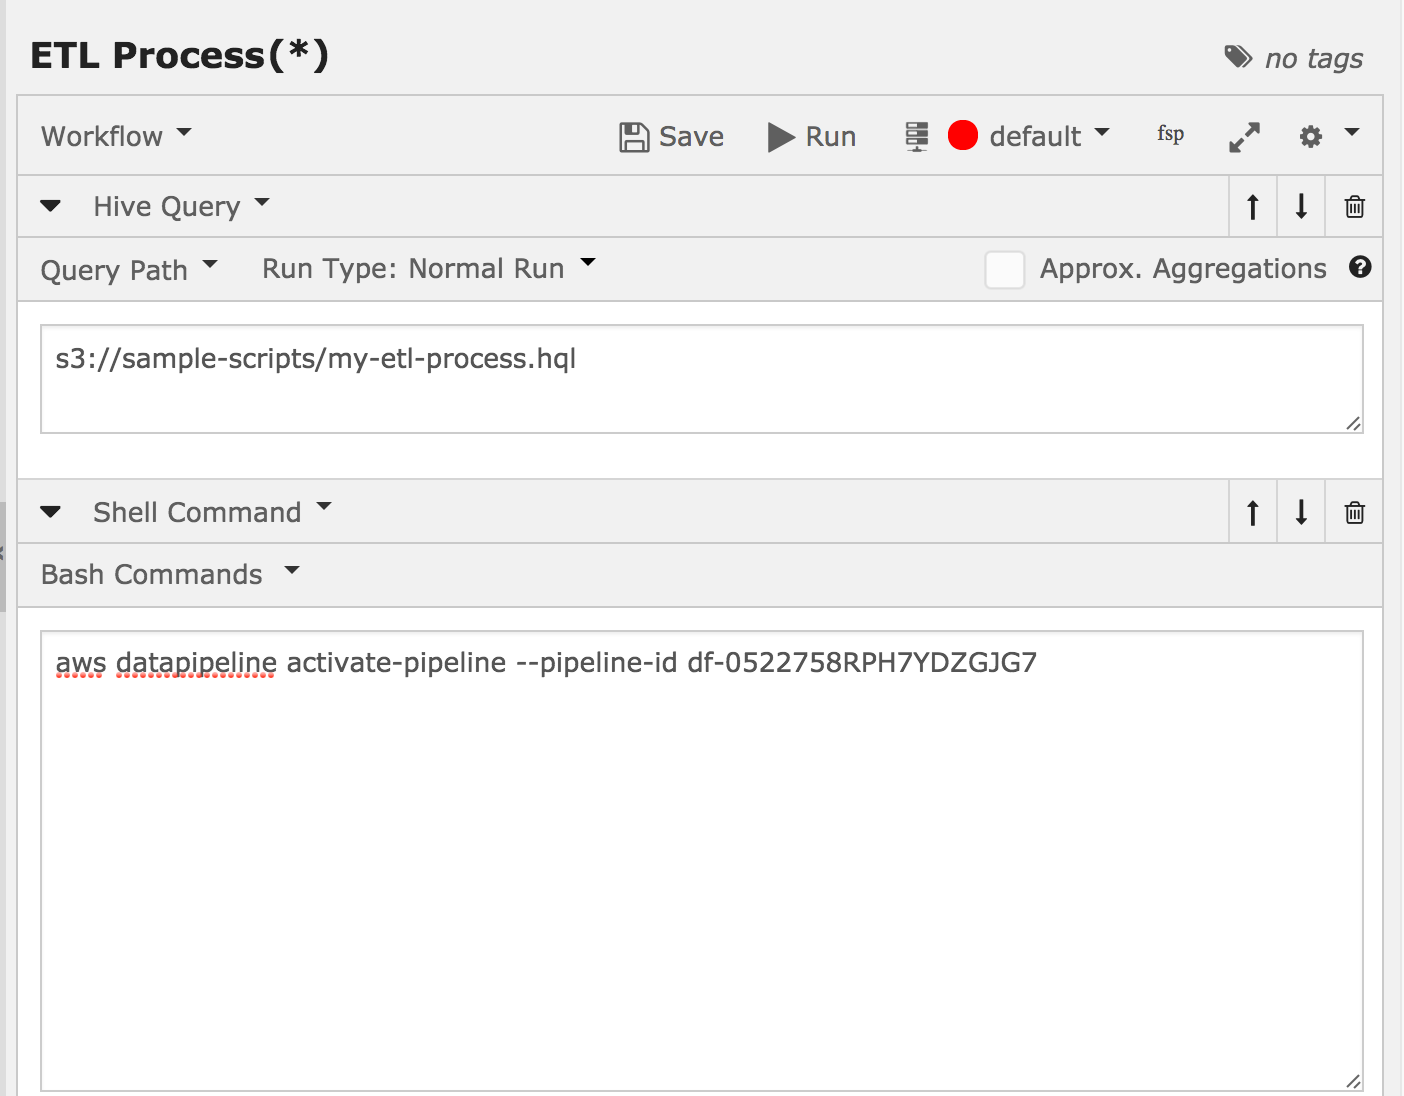 ETL Process(*)
no tags
Workflow
Save
Run
default
fsp
Hive Query
Query Path
Run Type: Normal Run
Approx. Aggregations
?
s3://sample-scripts/my-etl-process.hql
Shell Command
Bash Commands
aws datapipeline activate-pipeline --pipeline-id df-0522758RPH7YDZGJG7